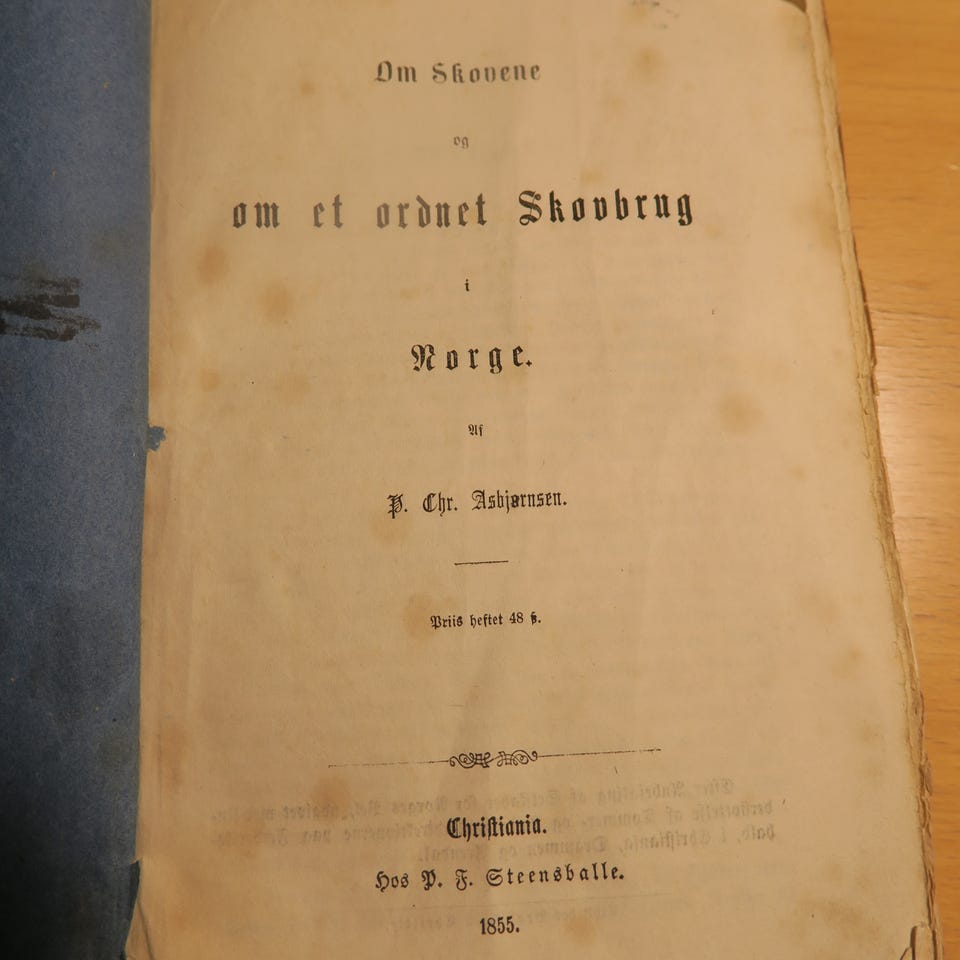 Om Skovene
og
om et ordnet Skovbrug
i
Norge.
Af
P. Chr. Asbjørnsen.
Priis heftet 48 ß.
Christiania.
Hos P. F. Steensballe.
1855.